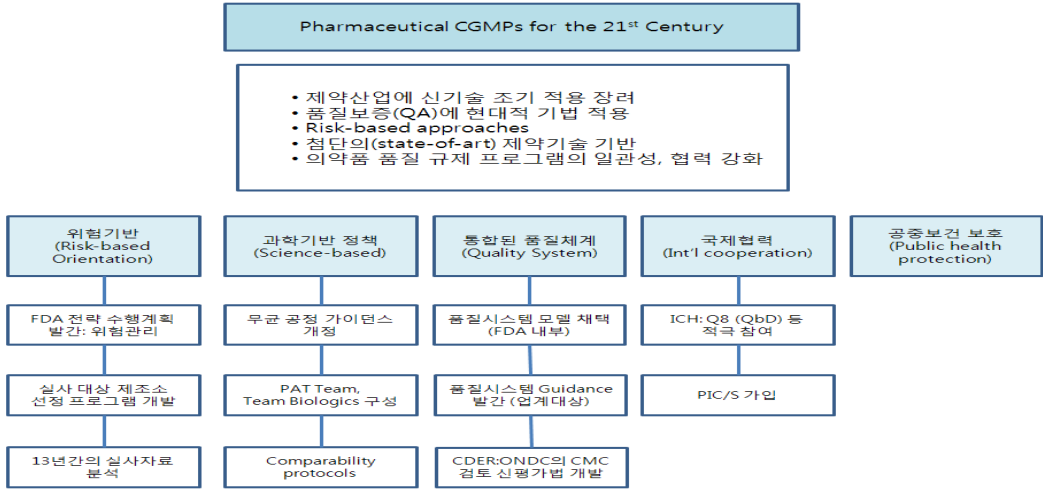 Pharmaceutical CGMPs for the 21st Century
• 제약산업에 신기술 조기 적용 장려
• 품질보증(QA)에 현대적 기법 적용
• Risk-based approaches
• 첨단의(state-of-art) 제약기술 기반
• 의약품 품질 규제 프로그램의 일관성, 협력 강화
위험기반
(Risk-based
Orientation)
FDA 전략 수행계획
발간: 위험관리
실사 대상 제조소
선정 프로그램 개발
13년간의 실사자료
분석
과학기반 정책
(Science-based)
무균 공정 가이던스
개정
PAT Team,
Team Biologics 구성
Comparability
protocols
통합된 품질체계
(Quality System)
품질시스템 모델 채택
(FDA 내부)
품질시스템 Guidance
발간 (업계대상)
CDER:ONDC의 CMC
검토 신평가법 개발
국제협력
(Int'l cooperation)
ICH: Q8 (QbD) 등
적극 참여
PIC/S 가입
공중보건 보호
(Public health
protection)